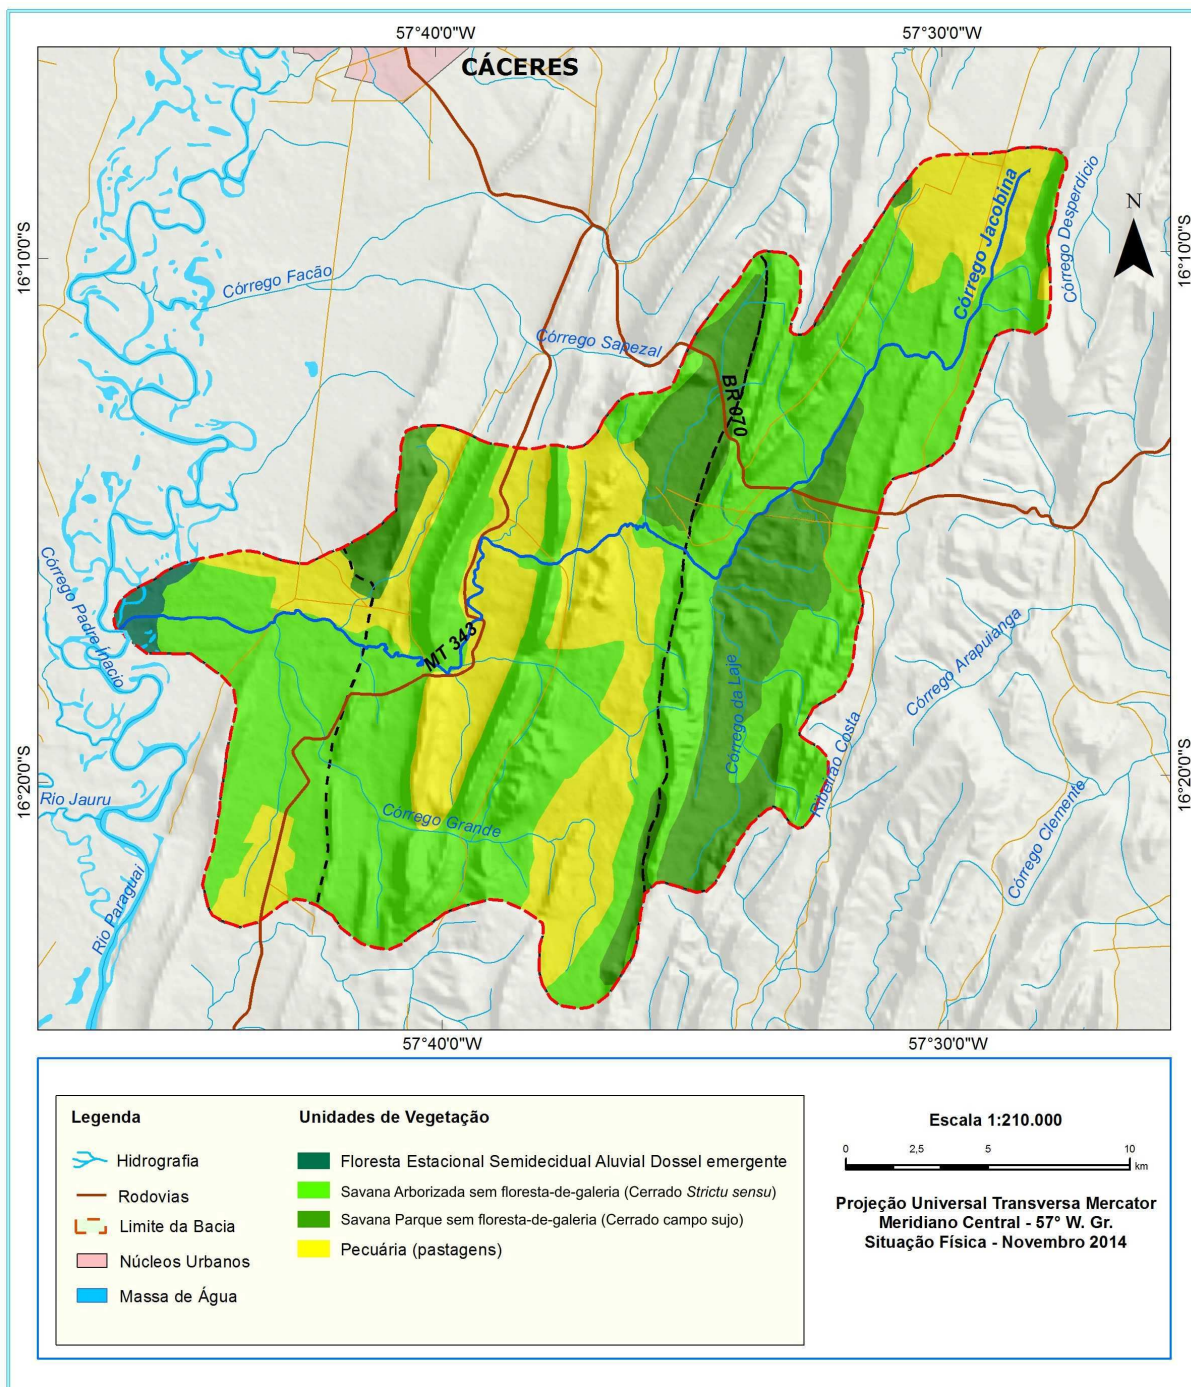 57°40'0"W
57°30'0"W
CÁCERES
Córrego Jacobina
Córrego Desperdicio
N
16°10'0"S
16°10'0"S
Córrego Facão
Córrego Sapezal
BR 070
Córrego Padre Inacio
MT 343
Córrego Arapuianga
Córrego da Laje
Ribeirão Costa
16°20'0"S
16°20'0"S
Rio Jauru
Córrego Grande
Córrego Clemente
Rio Paraguai
57°40'0"W
57°30'0"W
Legenda
Hidrografia
Rodovias
Limite da Bacia
Núcleos Urbanos
Massa de Água
Unidades de Vegetação
Floresta Estacional Semidecidual Aluvial Dossel emergente
Savana Arborizada sem floresta-de-galeria (Cerrado Strictu sensu)
Savana Parque sem floresta-de-galeria (Cerrado campo sujo)
Pecuária (pastagens)
Escala 1:210.000
0 2,5 5 10
km
Projeção Universal Transversa Mercator
Meridiano Central - 57° W. Gr.
Situação Física - Novembro 2014